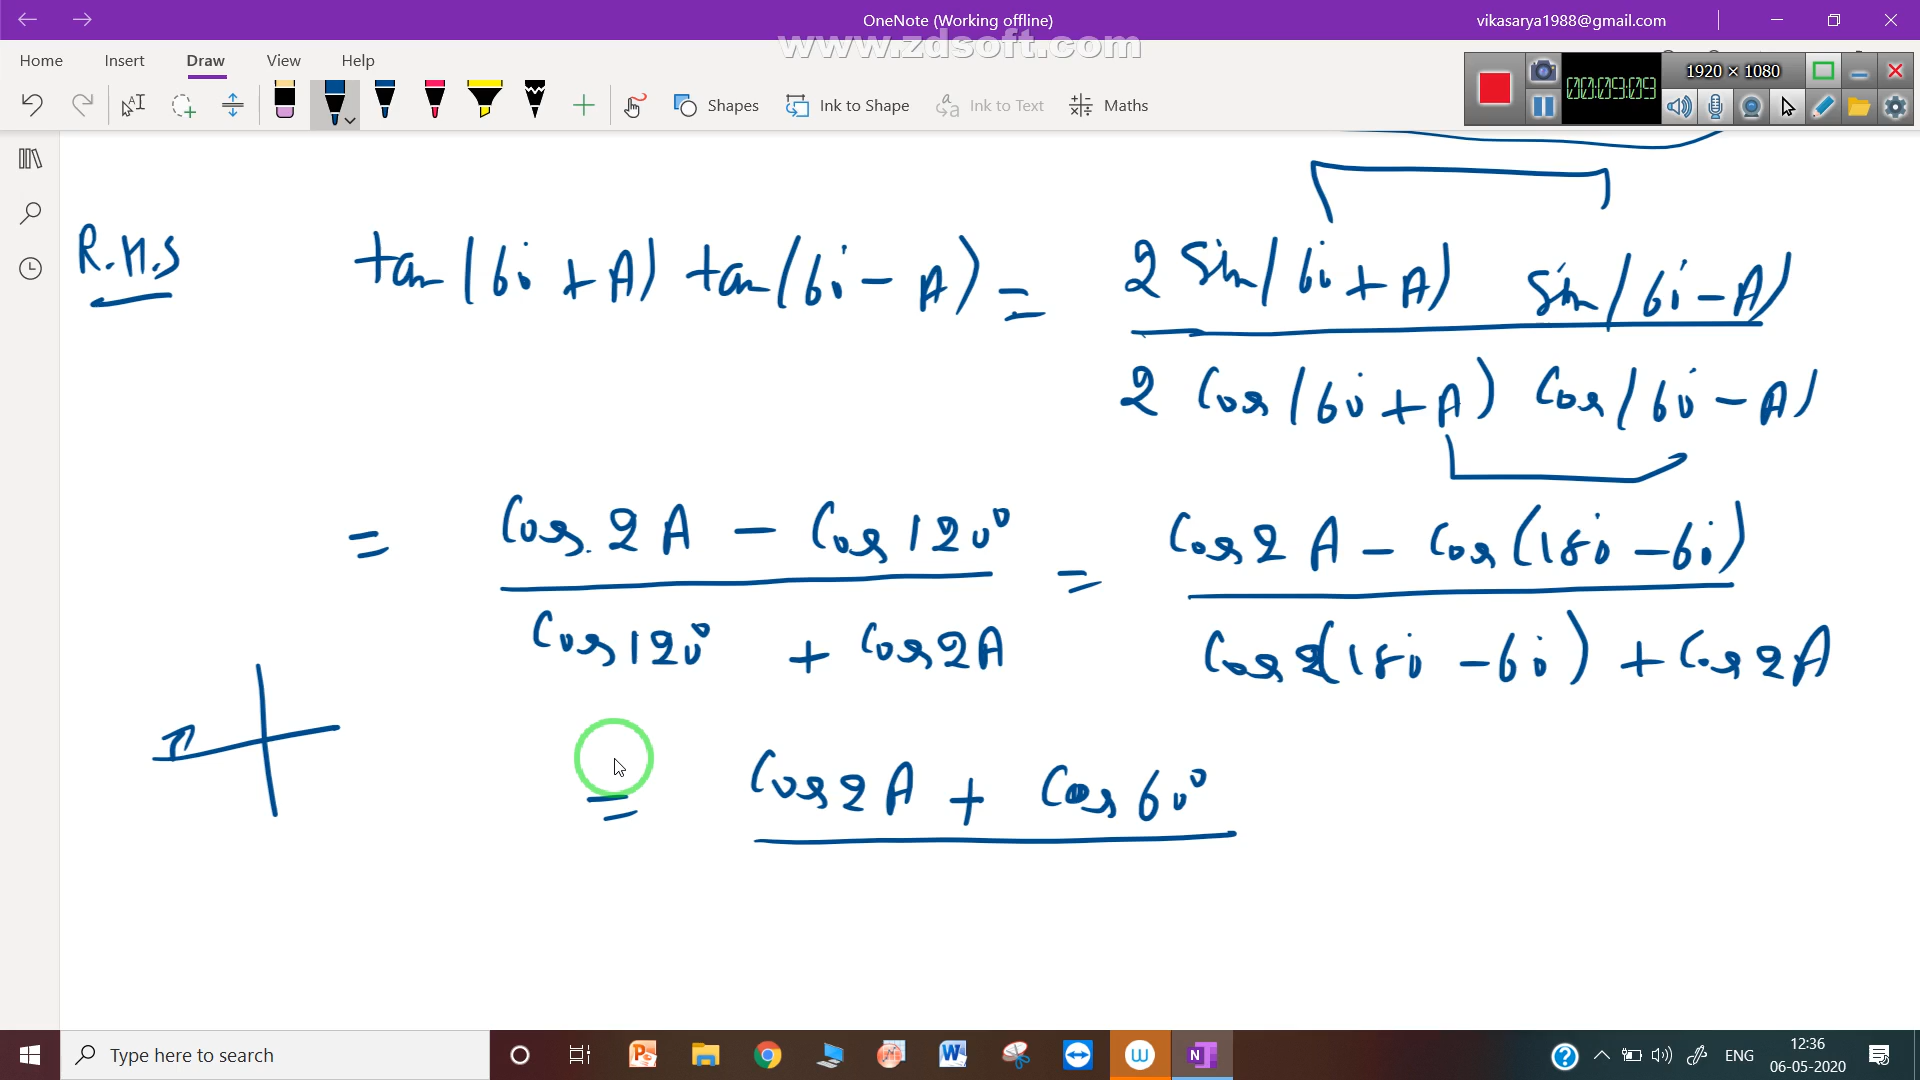 OneNote (Working offline)
vikasarya1988@gmail.com
www.zdsoft.com
Home Insert Draw View Help
1920 × 1080
00:09:09
Shapes Ink to Shape Ink to Text Maths
R.H.S tan(60° + A) tan(60° - A) = 2 sin(60° + A) sin(60° - A)
2 Cos(60° + A) Cos(60° - A)
= Cos 2A - Cos 120° = Cos 2A - Cos(180° - 60°)
Cos 120° + Cos 2A Cos (180° - 60°) + Cos 2A
= Cos 2A + Cos 60°
Type here to search
ENG
12:36
06-05-2020